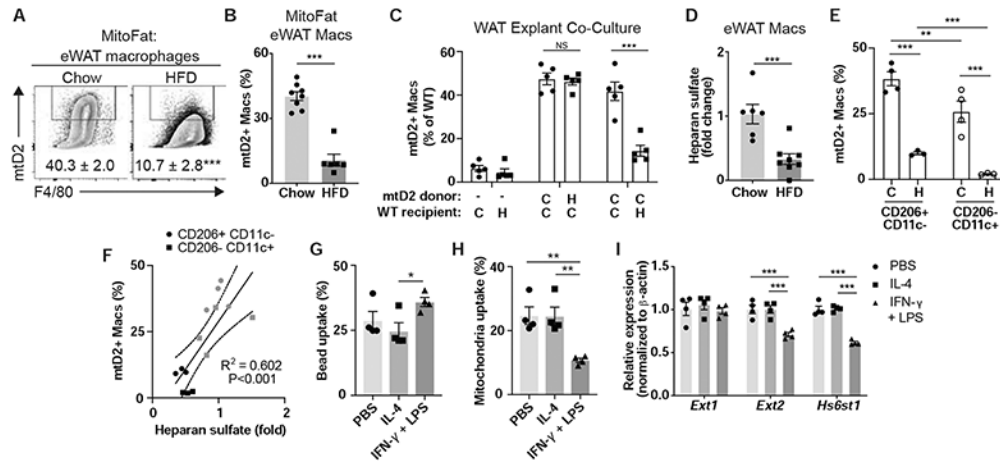 A
MitoFat:
eWAT macrophages
Chow
HFD
mtD2
40.3 ± 2.0
10.7 ± 2.8***
F4/80
B
MitoFat
eWAT Macs
***
mtD2+ Macs (%)
60
30
0
Chow
HFD
C
WAT Explant Co-Culture
NS
***
mtD2+ Macs
(% of WT)
60
40
20
0
mtD2 donor: - - C H C C
WT recipient: C H C C C H
D
eWAT Macs
***
Heparan sulfate
(fold change)
2
1
0
Chow
HFD
E
***
**
***
***
mtD2+ Macs (%)
50
25
0
C H C H
CD206+
CD11c-
CD206-
CD11c+
F
CD206+ CD11c-
CD206- CD11c+
mtD2+ Macs (%)
50
25
0
R² = 0.602
P<0.001
0 0.5 1 1.5 2
Heparan sulfate (fold)
G
*
Bead uptake (%)
50
25
0
PBS
IL-4
IFN-γ + LPS
H
**
**
Mitochondria uptake (%)
40
20
0
PBS
IL-4
IFN-γ + LPS
I
PBS
IL-4
IFN-γ
+ LPS
***
***
***
***
Relative expression
(normalized to β-actin)
1.5
1.0
0.5
0
Ext1
Ext2
Hs6st1